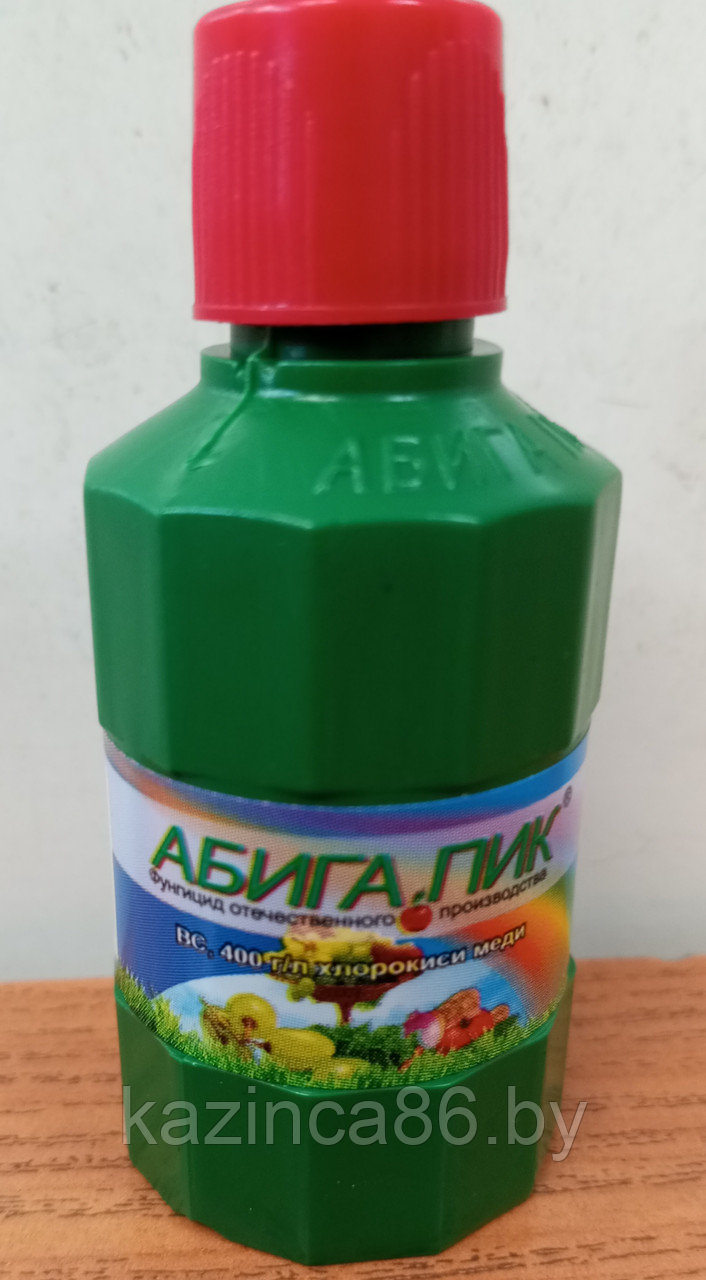 АБИГА
АБИГА ПИК®
Фунгицид отечественного производства
ВС, 400 г/л хлорокиси меди
kazinca86.by